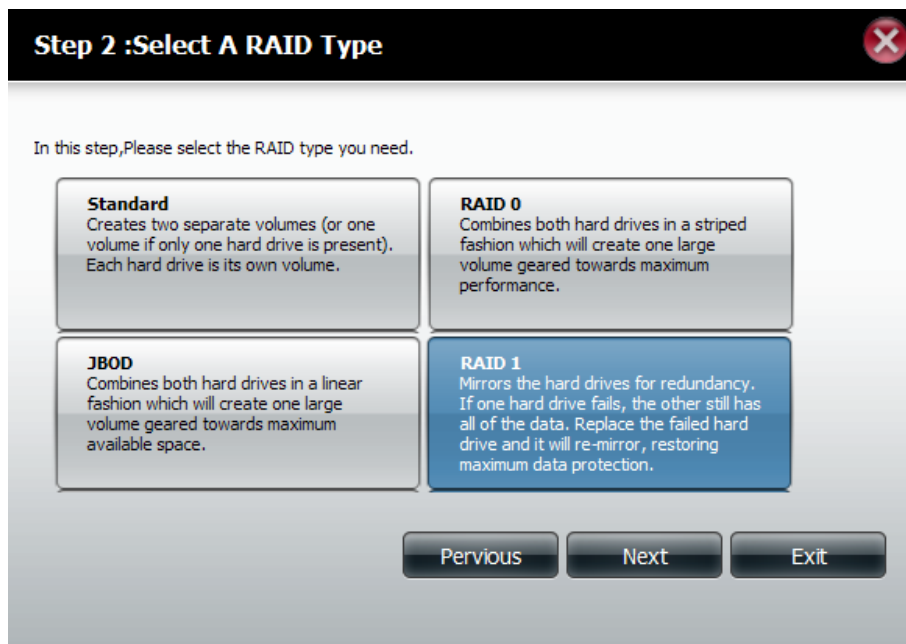 Step 2 :Select A RAID Type
In this step,Please select the RAID type you need.
Standard
Creates two separate volumes (or one
volume if only one hard drive is present).
Each hard drive is its own volume.
RAID 0
Combines both hard drives in a striped
fashion which will create one large
volume geared towards maximum
performance.
JBOD
Combines both hard drives in a linear
fashion which will create one large
volume geared towards maximum
available space.
RAID 1
Mirrors the hard drives for redundancy.
If one hard drive fails, the other still has
all of the data. Replace the failed hard
drive and it will re-mirror, restoring
maximum data protection.
Pervious
Next
Exit